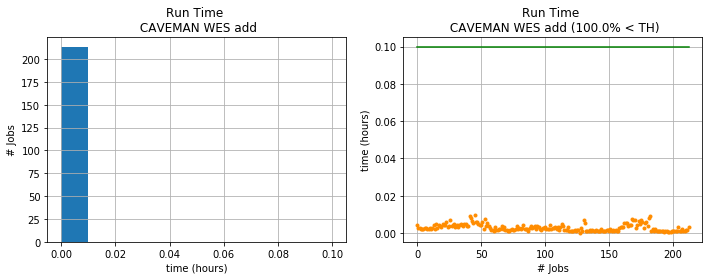 Run Time
CAVEMAN WES add
# Jobs
200
175
150
125
100
75
50
25
0
0.00 0.02 0.04 0.06 0.08 0.10
time (hours)
Run Time
CAVEMAN WES add (100.0% < TH)
time (hours)
0.10
0.08
0.06
0.04
0.02
0.00
0 50 100 150 200
# Jobs